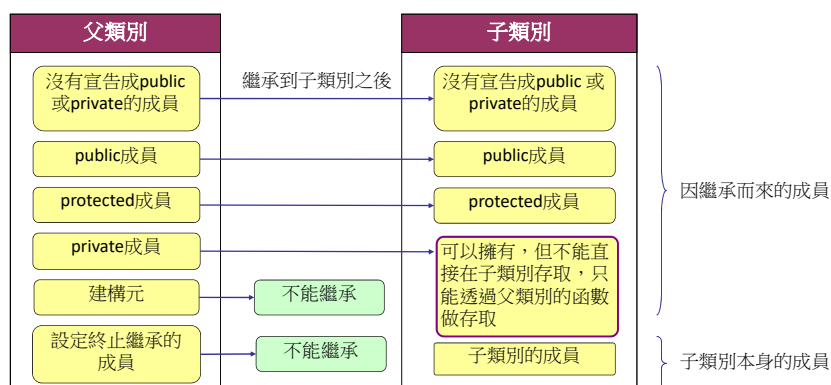 父類別
子類別
沒有宣告成public
或private的成員
繼承到子類別之後
沒有宣告成public 或
private的成員
public成員
public成員
protected成員
protected成員
因繼承而來的成員
private成員
可以擁有，但不能直
接在子類別存取，只
能透過父類別的函數
做存取
建構元
不能繼承
設定終止繼承的
成員
不能繼承
子類別的成員
子類別本身的成員